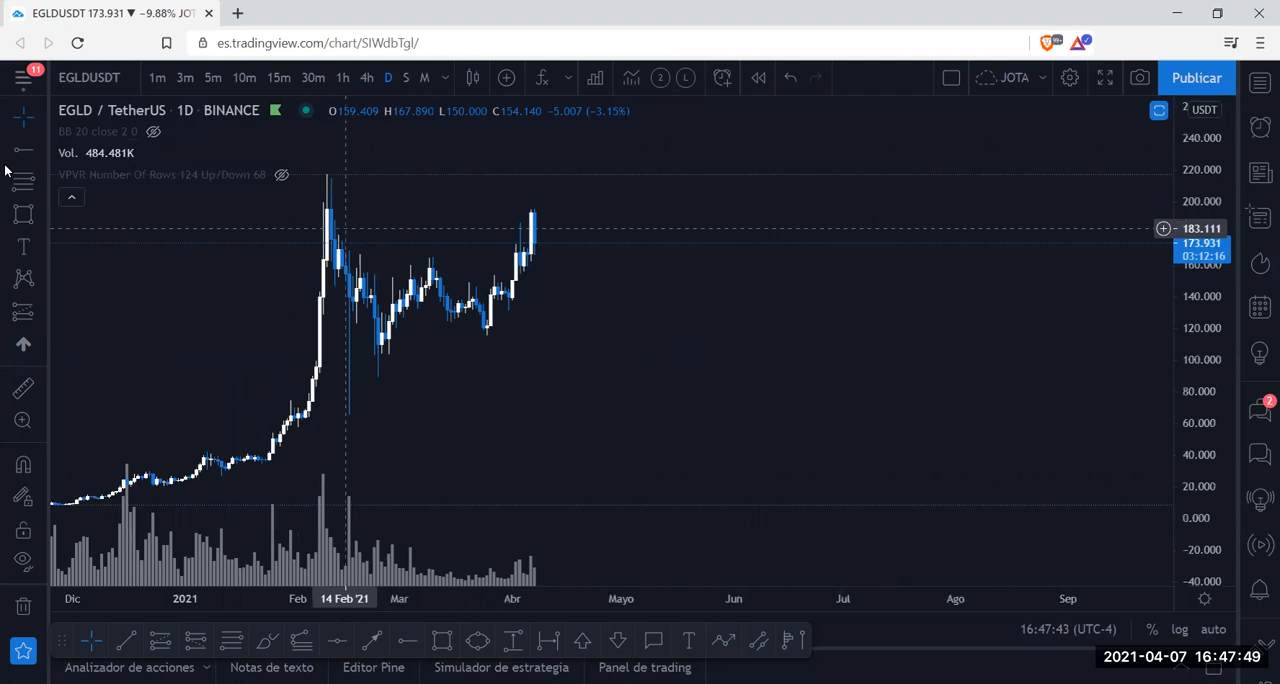 EGLDUSDT 173.931 ▼ −9.88% JOT
es.tradingview.com/chart/SIWdbTgl/
99+
11
EGLDUSDT 1m 3m 5m 10m 15m 30m 1h 4h D S M 2 L JOTA Publicar
EGLD / TetherUS · 1D · BINANCE O159.409 H167.890 L150.000 C154.140 -5.007 (-3.15%)
BB 20 close 2 0
Vol. 484.481K
VPVR Number Of Rows 124 Up/Down 68
USDT
240.000
220.000
200.000
183.111
173.931
03:12:16
160.000
140.000
120.000
100.000
80.000
60.000
40.000
20.000
0.000
-20.000
-40.000
2
Dic 2021 Feb 14 Feb '21 Mar Abr Mayo Jun Jul Ago Sep
16:47:43 (UTC-4) % log auto
Analizador de acciones Notas de texto Editor Pine Simulador de estrategia Panel de trading
2021-04-07 16:47:49